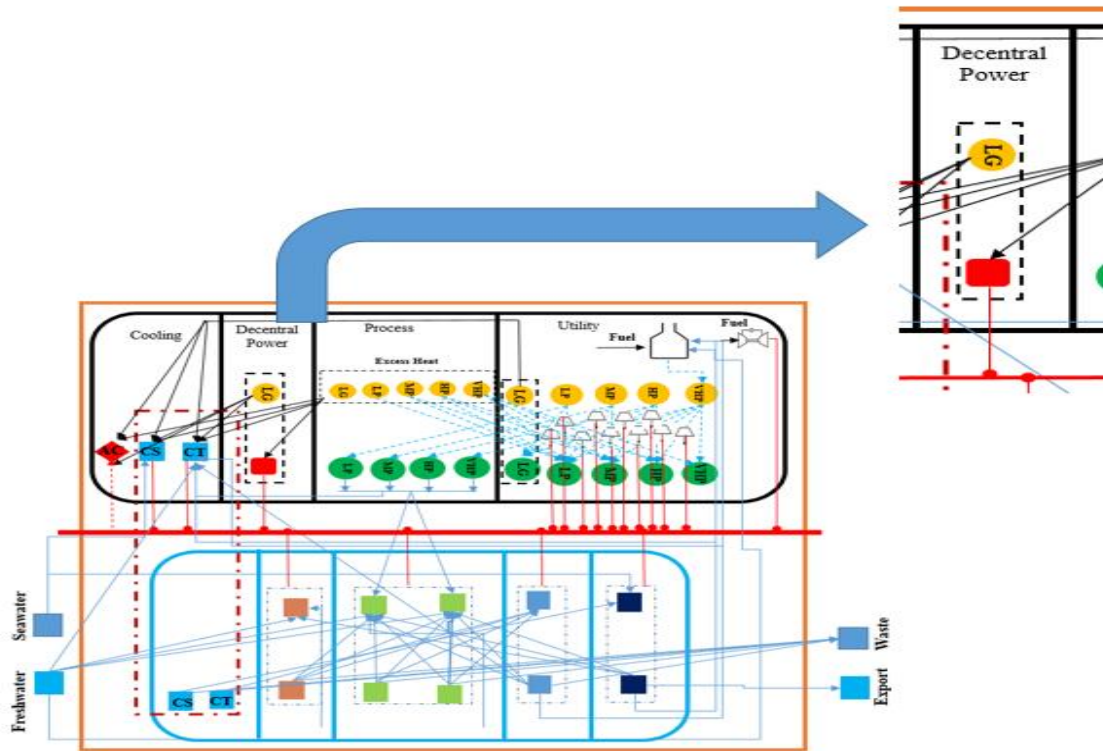 Decentral
Power
LG
Cooling
Decentral
Power
Process
Utility
Fuel
Fuel
Excess Heat
LG
LG
LP
MP
HP
VHP
LG
LP
MP
HP
VHP
AC
CS
CT
LP
MP
HP
VHP
LG
LP
MP
HP
VHP
Seawater
Freshwater
CS
CT
Waste
Export